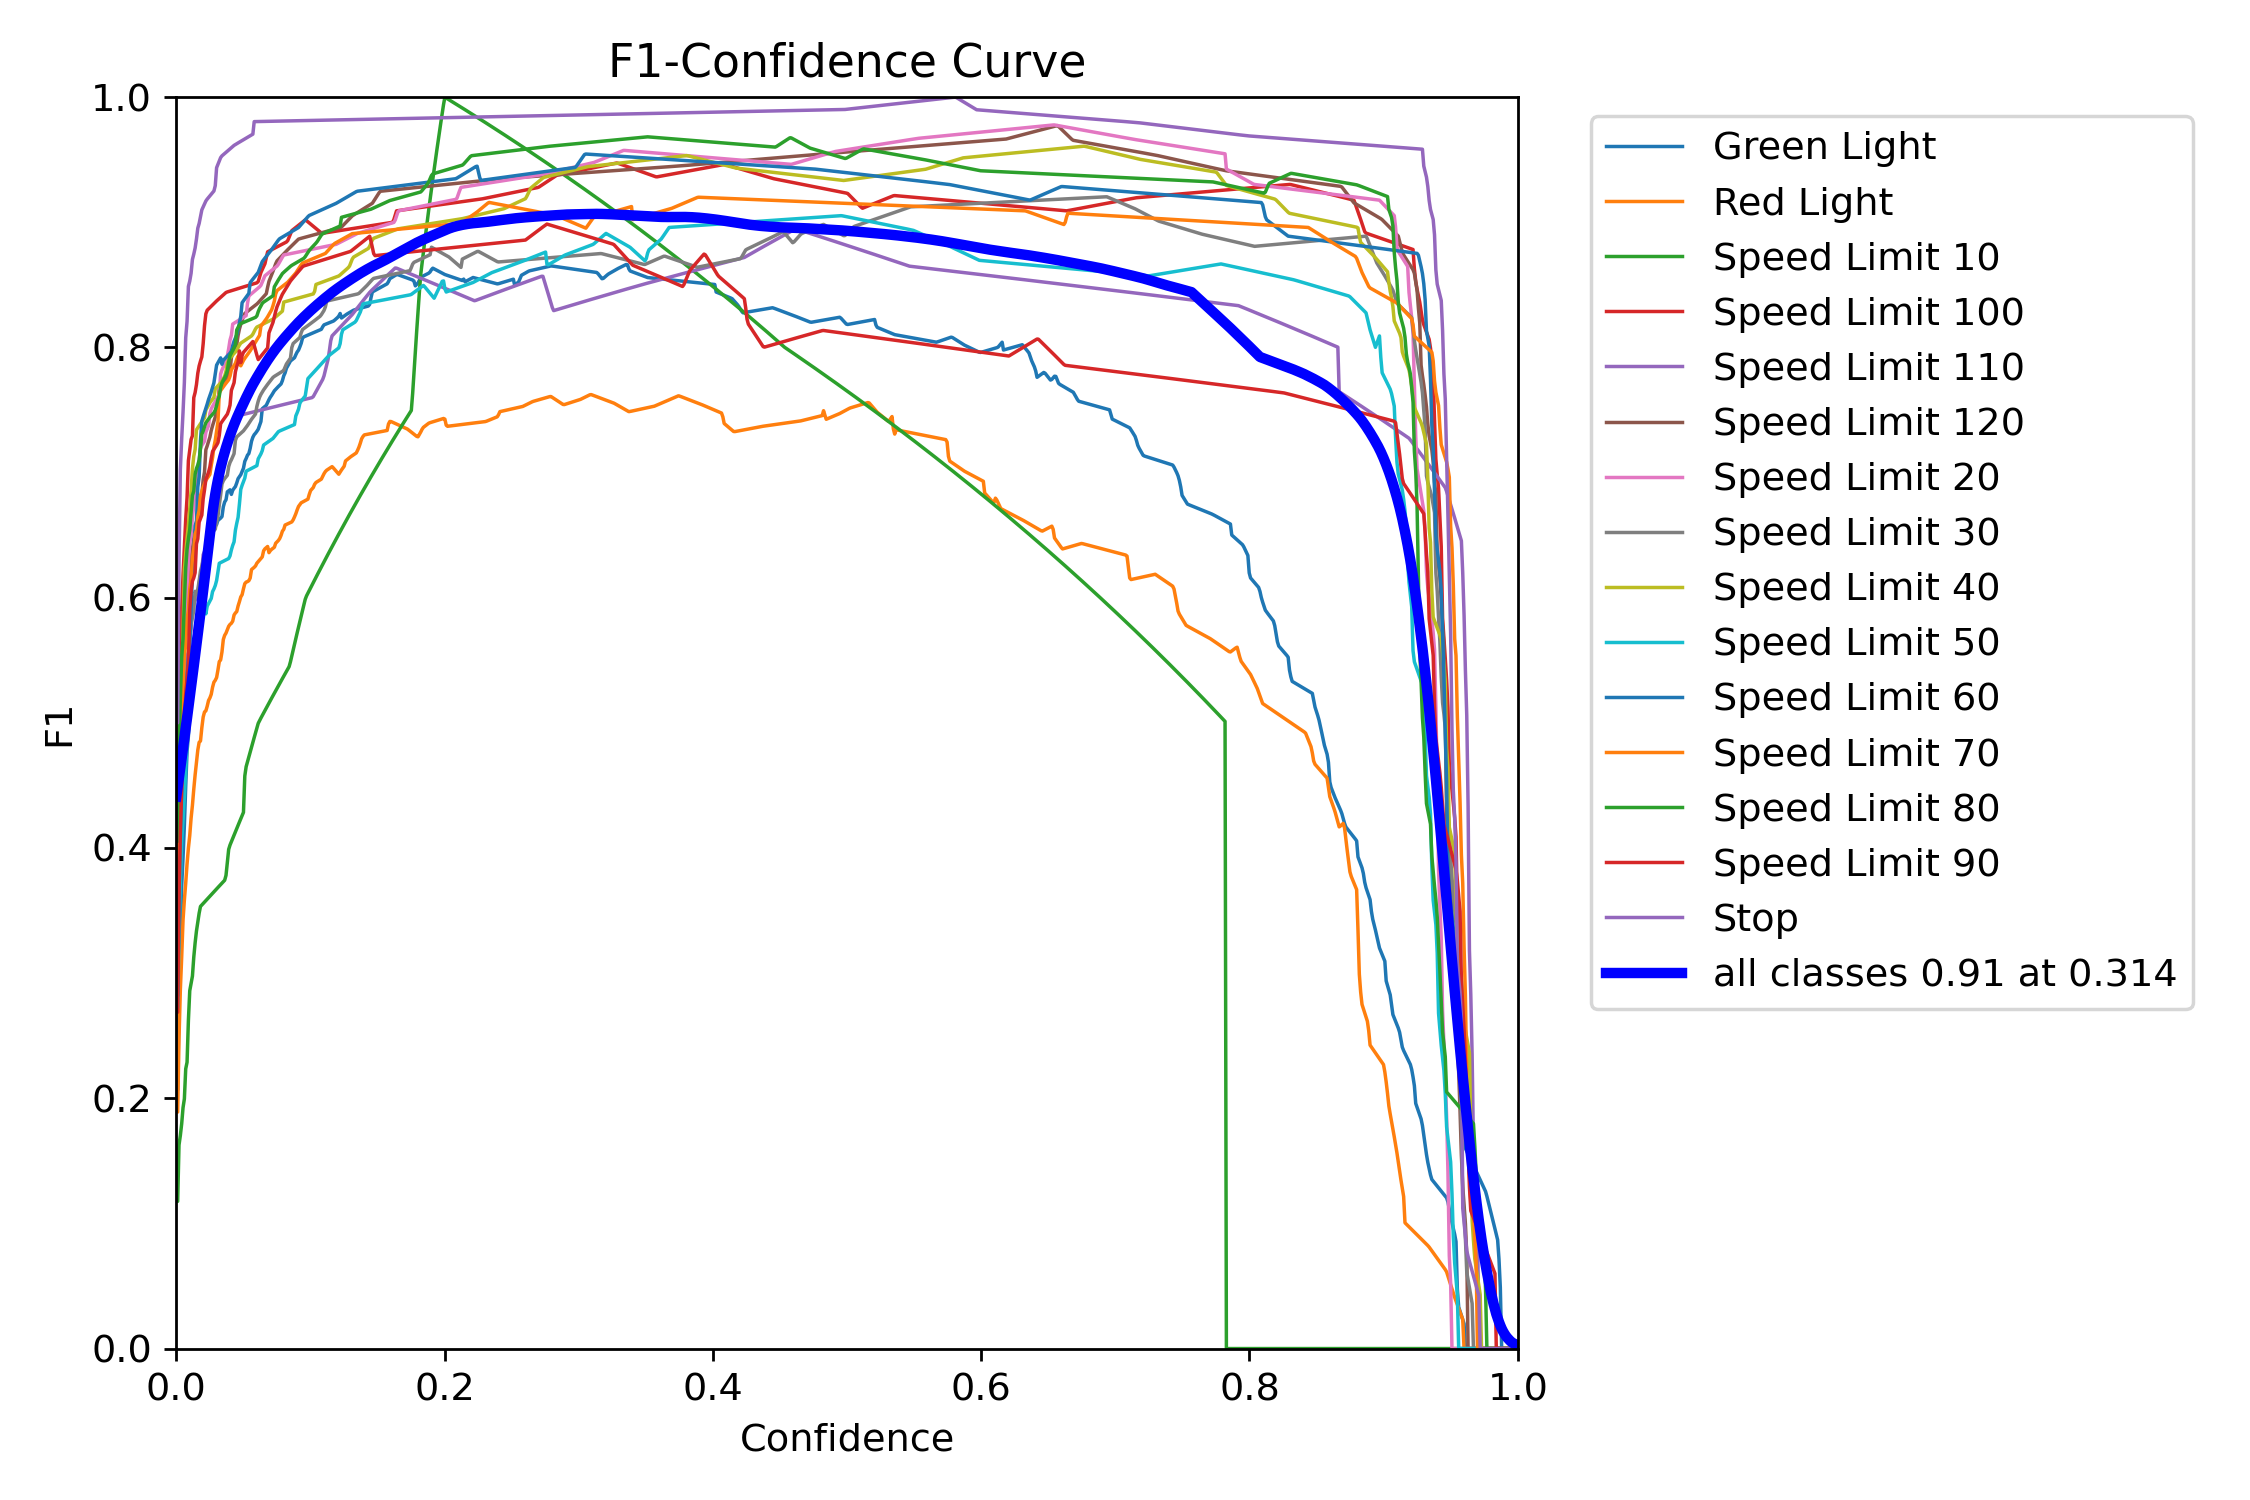 F1-Confidence Curve
1.0
0.8
0.6
0.4
0.2
0.0
F1
0.0 0.2 0.4 0.6 0.8 1.0
Confidence
Green Light
Red Light
Speed Limit 10
Speed Limit 100
Speed Limit 110
Speed Limit 120
Speed Limit 20
Speed Limit 30
Speed Limit 40
Speed Limit 50
Speed Limit 60
Speed Limit 70
Speed Limit 80
Speed Limit 90
Stop
all classes 0.91 at 0.314